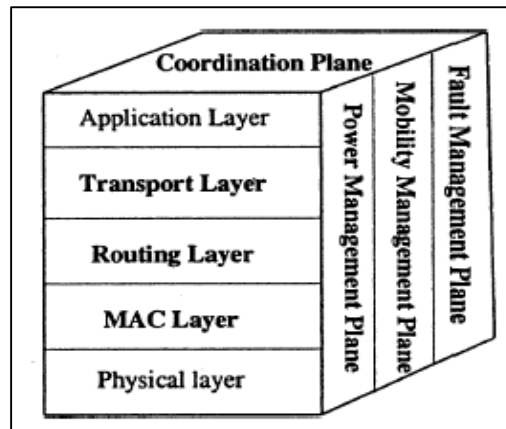 Coordination Plane
Application Layer
Transport Layer
Routing Layer
MAC Layer
Physical layer
Power Management Plane
Mobility Management Plane
Fault Management Plane